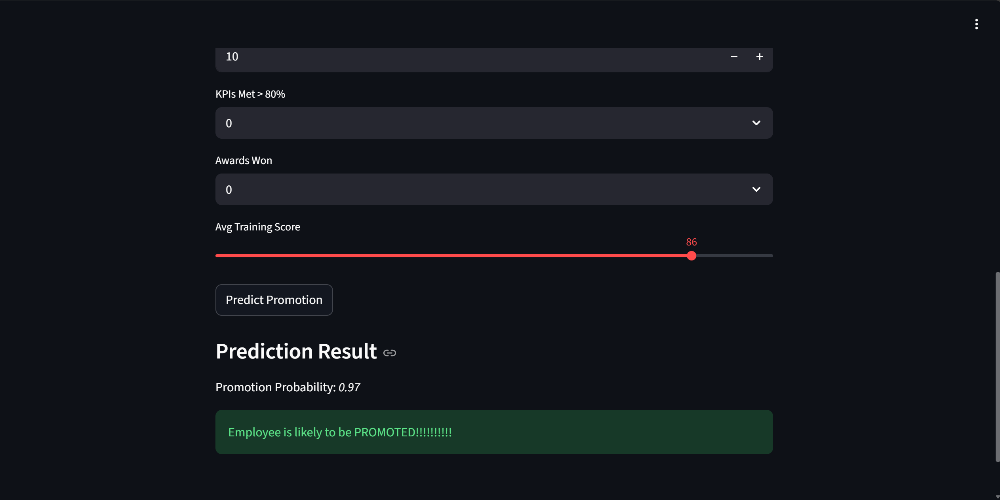 10
KPIs Met > 80%
0
Awards Won
0
Avg Training Score
86
Predict Promotion
Prediction Result
Promotion Probability: 0.97
Employee is likely to be PROMOTED!!!!!!!!!!